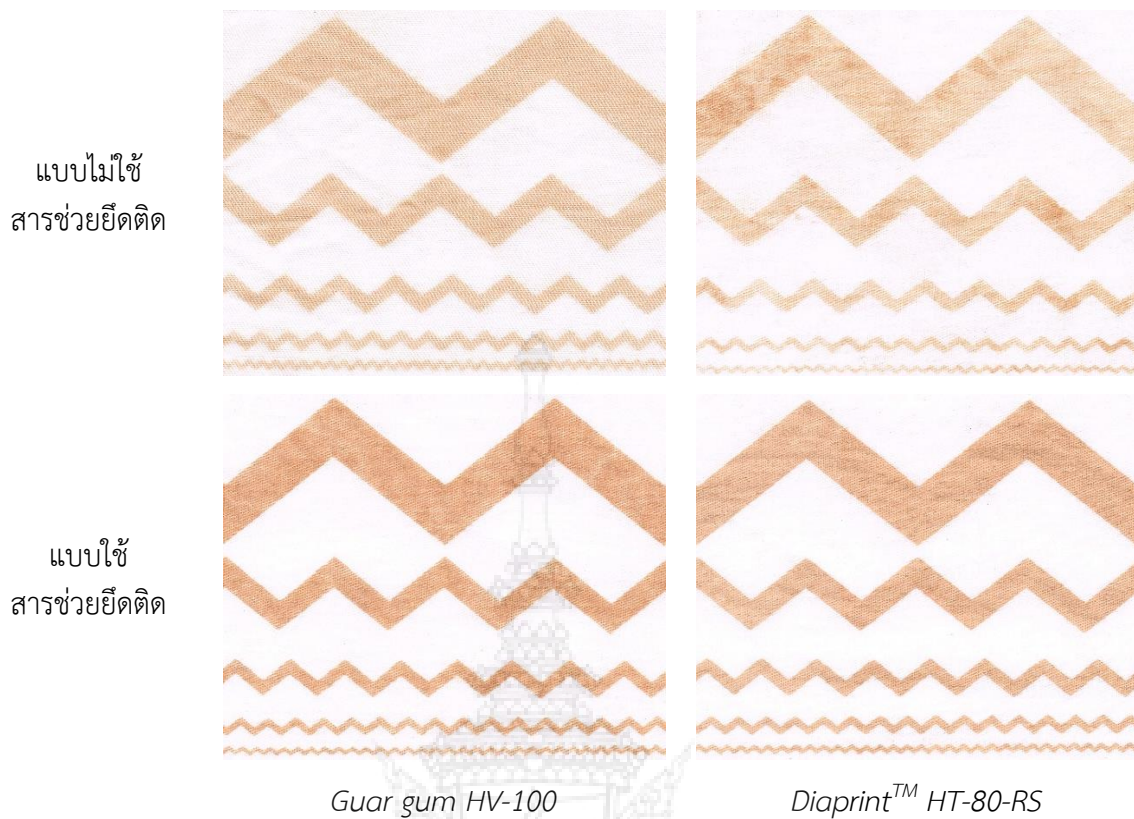 แบบไม่ใช้
สารช่วยยึดติด
แบบใช้
สารช่วยยึดติด
Guar gum HV-100
Diaprint™ HT-80-RS